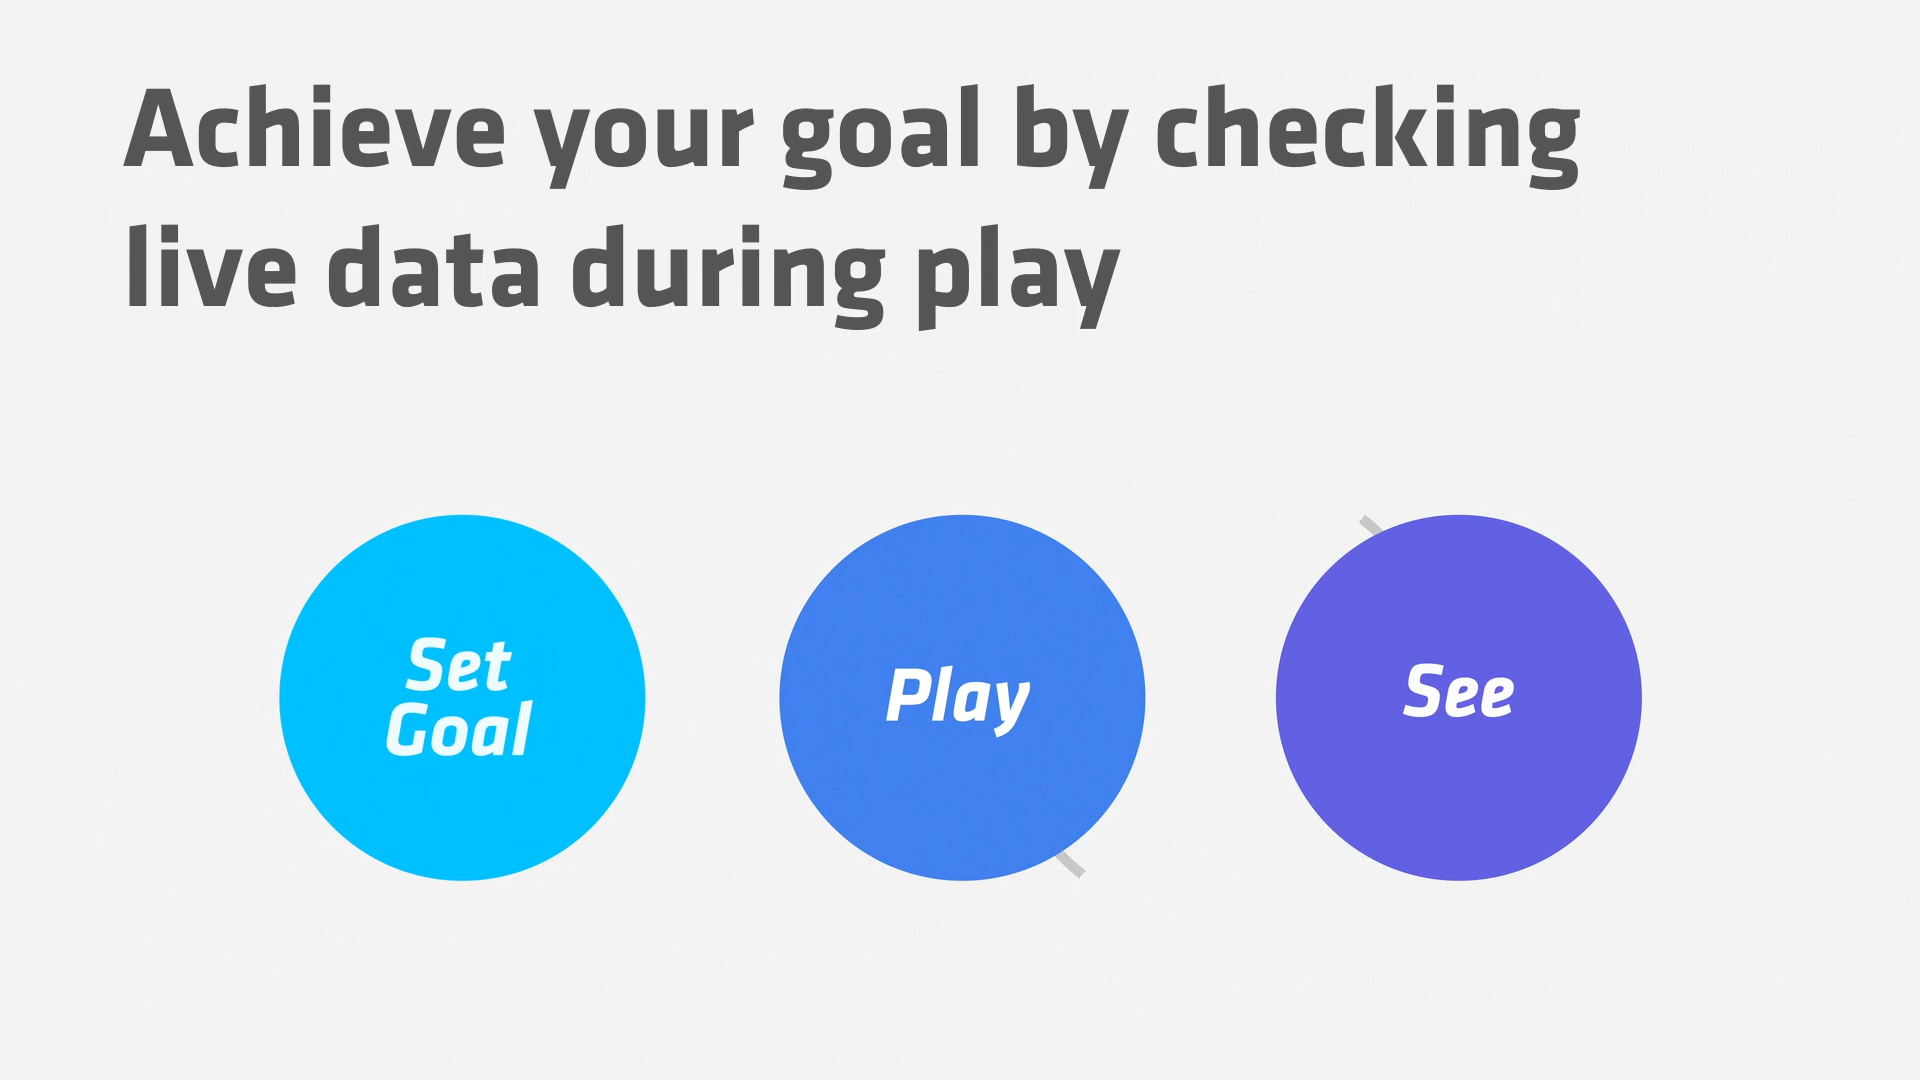 Achieve your goal by checking
live data during play
Set
Goal
Play
See